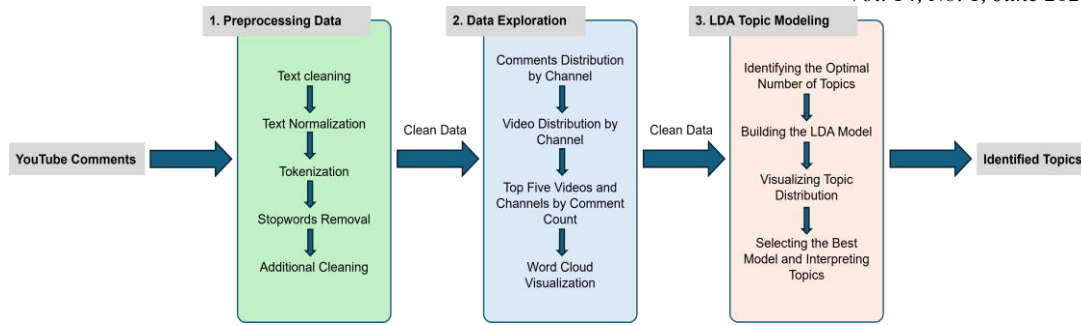 1. Preprocessing Data
Text cleaning
Text Normalization
Tokenization
Stopwords Removal
Additional Cleaning
2. Data Exploration
Comments Distribution
by Channel
Video Distribution by
Channel
Top Five Videos and
Channels by Comment
Count
Word Cloud
Visualization
3. LDA Topic Modeling
Identifying the Optimal
Number of Topics
Building the LDA Model
Visualizing Topic
Distribution
Selecting the Best
Model and Interpreting
Topics
YouTube Comments
Clean Data
Clean Data
Identified Topics